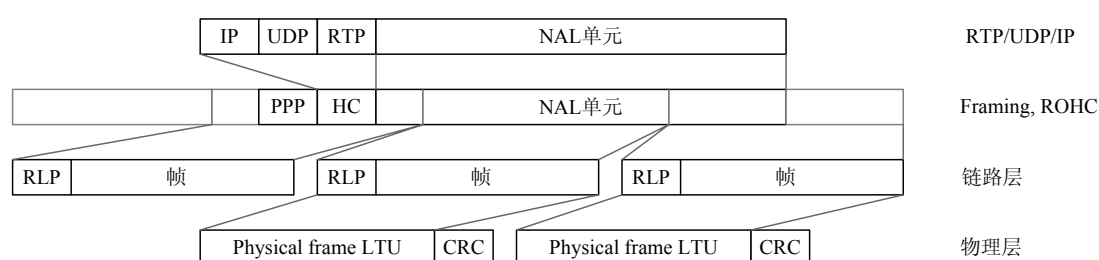 IP UDP RTP NAL单元 RTP/UDP/IP
PPP HC NAL单元 Framing, ROHC
RLP 帧 RLP 帧 RLP 帧 链路层
Physical frame LTU CRC Physical frame LTU CRC 物理层